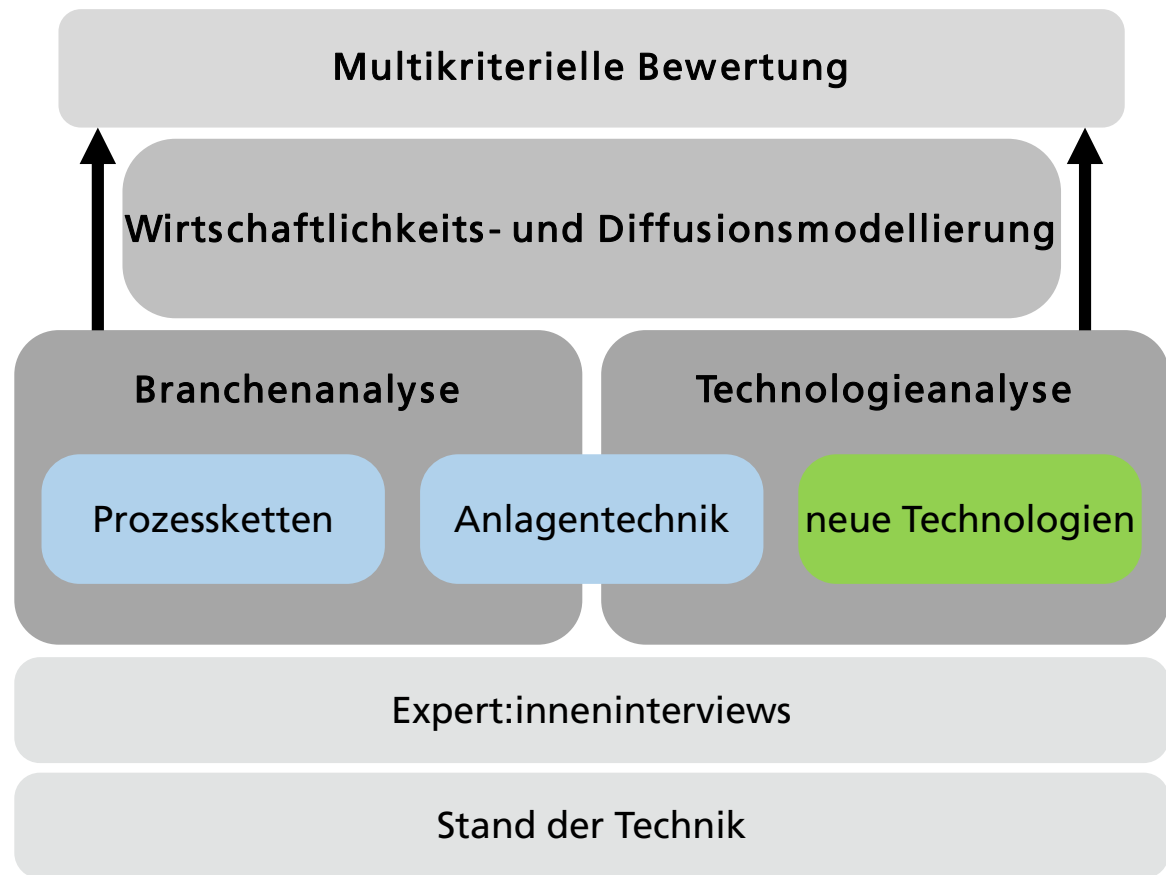 Multikriterielle Bewertung
Wirtschaftlichkeits- und Diffusionsmodellierung
Branchenanalyse
Technologieanalyse
Prozessketten
Anlagentechnik
neue Technologien
Expert:inneninterviews
Stand der Technik